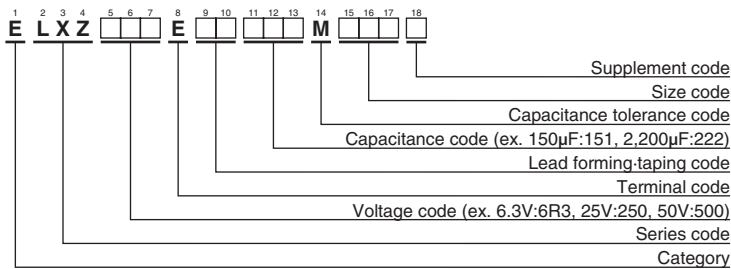 1 2 3 4 5 6 7 8 9 10 11 12 13 14 15 16 17 18
E L X Z □□□ E □□ □□□ M □□□ □
Supplement code
Size code
Capacitance tolerance code
Capacitance code (ex. 150μF:151, 2,200μF:222)
Lead forming·taping code
Terminal code
Voltage code (ex. 6.3V:6R3, 25V:250, 50V:500)
Series code
Category